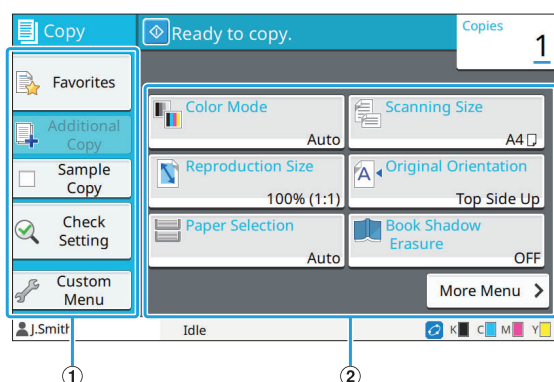 Copy
Ready to copy.
Copies
1
Favorites
Additional
Copy
Sample
Copy
Check
Setting
Custom
Menu
Color Mode
Auto
Scanning Size
A4
Reproduction Size
100% (1:1)
Original Orientation
Top Side Up
Paper Selection
Auto
Book Shadow
Erasure
OFF
More Menu
J.Smith
Idle
K C M Y
1
2